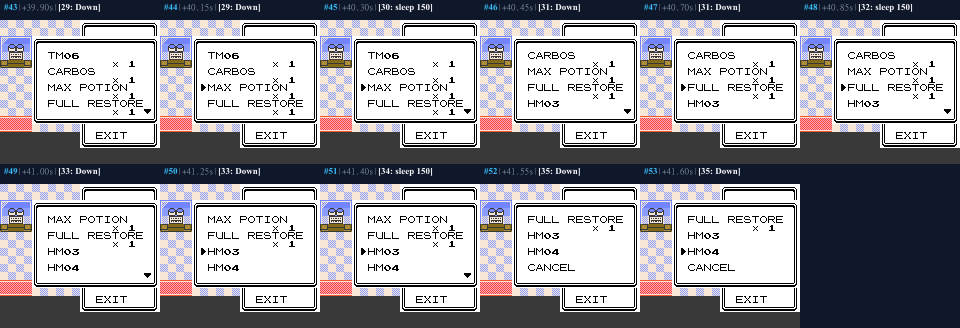 #43 |+39.90s| [29: Down]
TM06
× 1
CARBOS
× 1
MAX POTION
× 1
FULL RESTORE
× 1
EXIT
#44 |+40.15s| [29: Down]
TM06
× 1
CARBOS
× 1
▶MAX POTION
× 1
FULL RESTORE
× 1
EXIT
#45 |+40.30s| [30: sleep 150]
TM06
× 1
CARBOS
× 1
▶MAX POTION
× 1
FULL RESTORE
× 1
EXIT
#46 |+40.45s| [31: Down]
CARBOS
× 1
MAX POTION
× 1
FULL RESTORE
× 1
HM03
EXIT
#47 |+40.70s| [31: Down]
CARBOS
× 1
MAX POTION
× 1
▶FULL RESTORE
× 1
HM03
EXIT
#48 |+40.85s| [32: sleep 150]
CARBOS
× 1
MAX POTION
× 1
▶FULL RESTORE
× 1
HM03
EXIT
#49 |+41.00s| [33: Down]
MAX POTION
× 1
FULL RESTORE
× 1
HM03
HM04
EXIT
#50 |+41.25s| [33: Down]
MAX POTION
× 1
FULL RESTORE
× 1
▶HM03
HM04
EXIT
#51 |+41.40s| [34: sleep 150]
MAX POTION
× 1
FULL RESTORE
× 1
▶HM03
HM04
EXIT
#52 |+41.55s| [35: Down]
FULL RESTORE
× 1
HM03
HM04
CANCEL
EXIT
#53 |+41.60s| [35: Down]
FULL RESTORE
× 1
HM03
▶HM04
CANCEL
EXIT